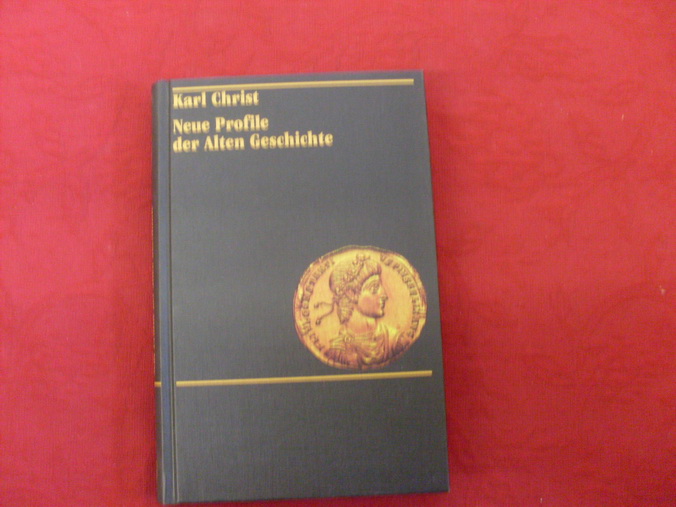 Karl Christ
Neue Profile
der Alten Geschichte